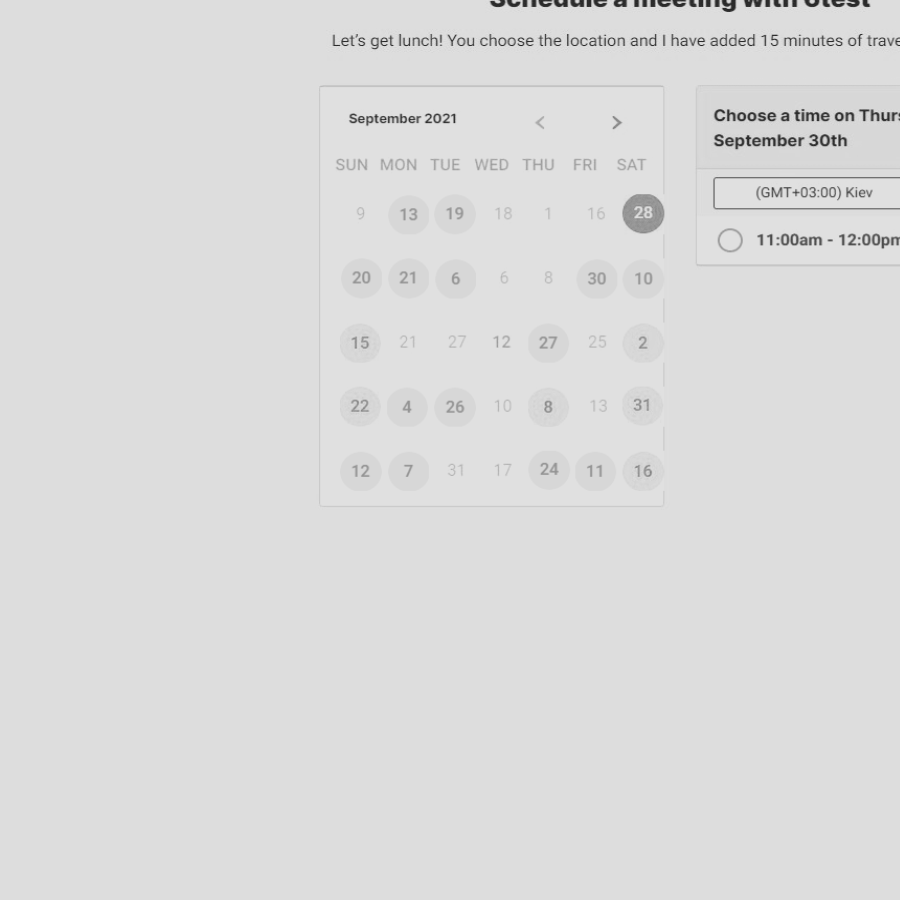 Schedule a meeting with Utest
Let's get lunch! You choose the location and I have added 15 minutes of trave
September 2021 < >
SUN MON TUE WED THU FRI SAT
9 13 19 18 1 16 28
20 21 6 6 8 30 10
15 21 27 12 27 25 2
22 4 26 10 8 13 31
12 7 31 17 24 11 16
Choose a time on Thurs
September 30th
(GMT+03:00) Kiev
11:00am - 12:00pm